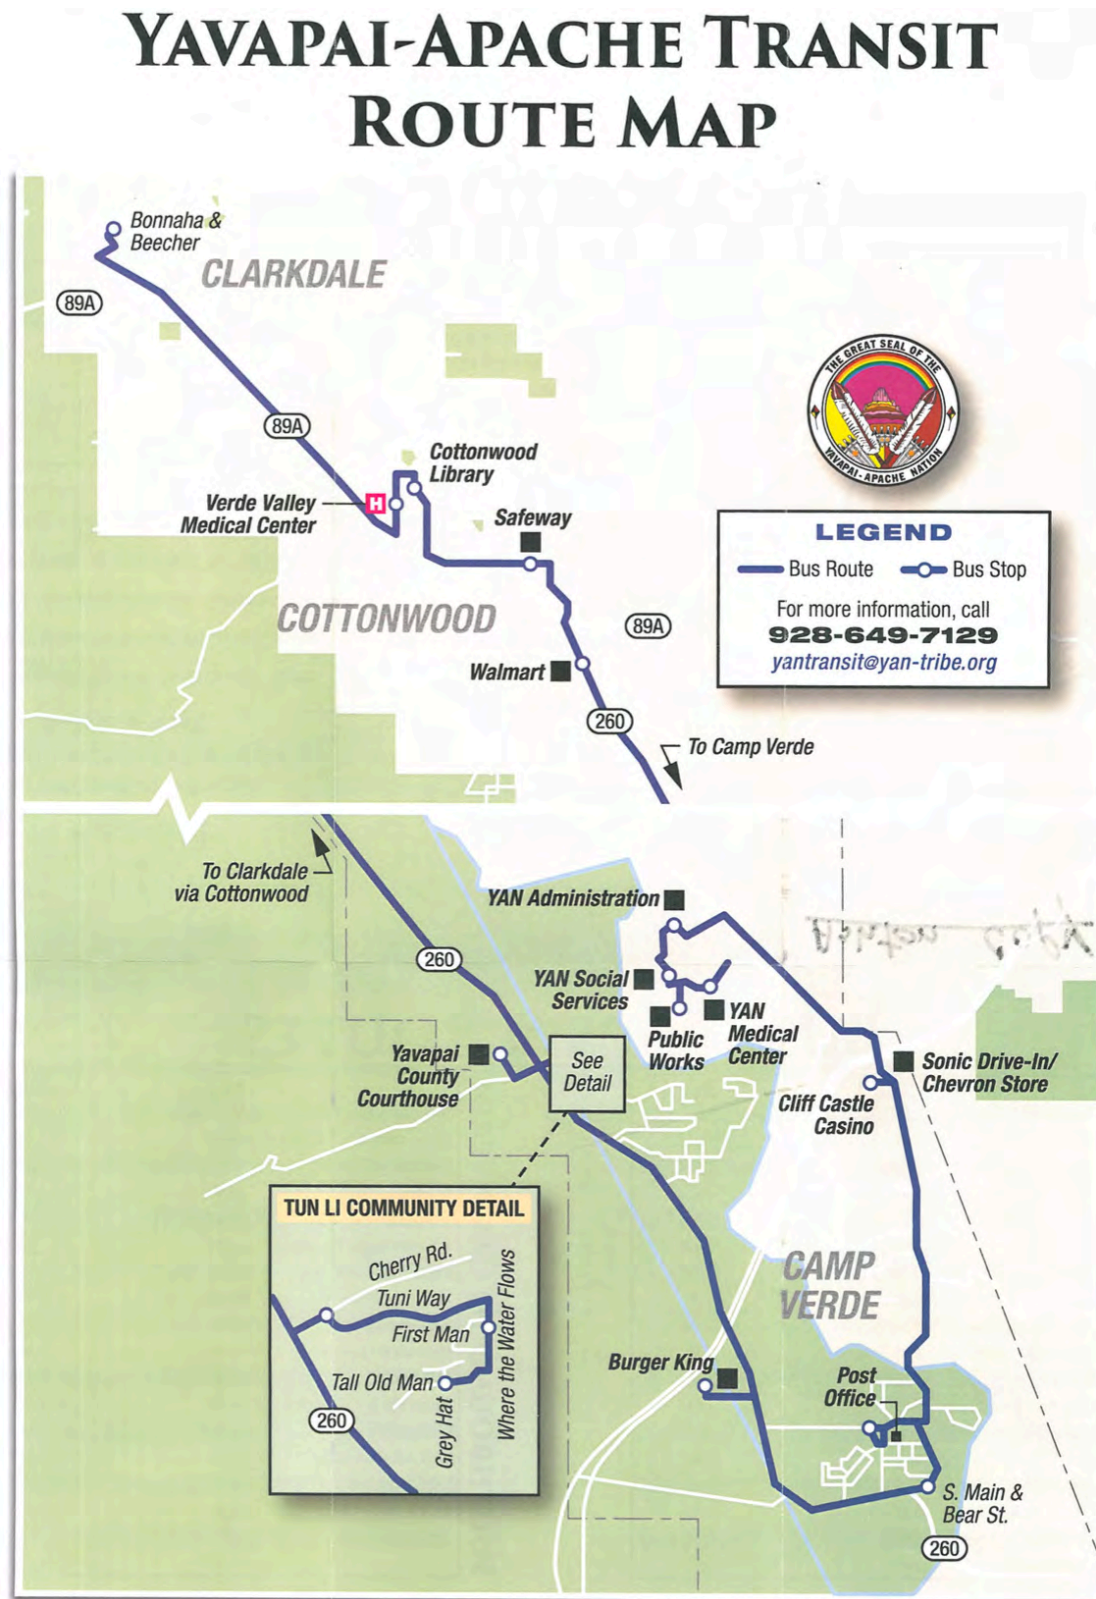 YAVAPAI-APACHE TRANSIT
ROUTE MAP
Bonnaha &
Beecher
CLARKDALE
89A
89A
THE GREAT SEAL OF THE
YAVAPAI-APACHE NATION
Cottonwood
Library
Verde Valley
Medical Center
H
Safeway
LEGEND
Bus Route
Bus Stop
For more information, call
928-649-7129
yantransit@yan-tribe.org
COTTONWOOD
89A
Walmart
260
To Camp Verde
To Clarkdale
via Cottonwood
YAN Administration
260
YAN Social
Services
Public
Works
YAN
Medical
Center
Yavapai
County
Courthouse
See
Detail
Sonic Drive-In/
Chevron Store
Cliff Castle
Casino
TUN LI COMMUNITY DETAIL
Cherry Rd.
Tuni Way
First Man
Where the Water Flows
Tall Old Man
Grey Hat
260
CAMP
VERDE
Burger King
Post
Office
S. Main &
Bear St.
260